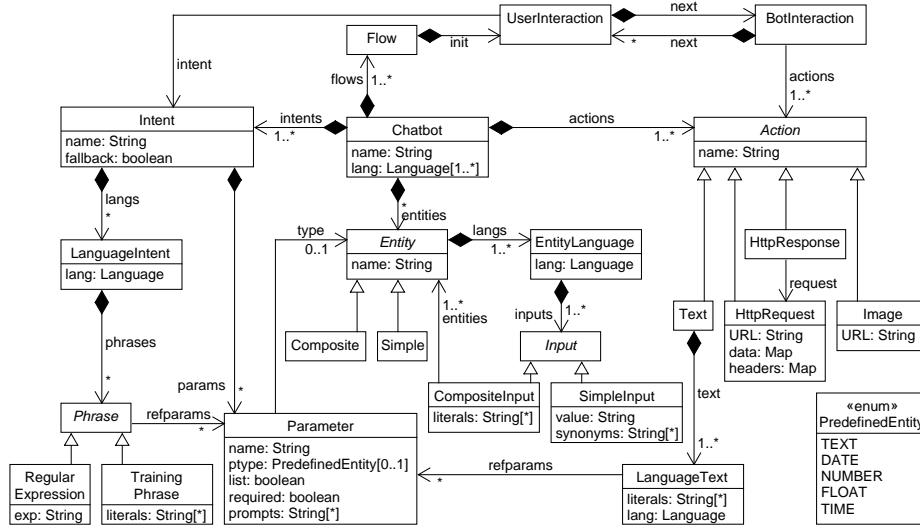 UserInteraction
next
BotInteraction
Flow
init
next
*
intent
flows
1..*
actions
1..*
Intent
name: String
fallback: boolean
intents
1..*
Chatbot
name: String
lang: Language[1..*]
actions
1..*
Action
name: String
langs
*
*
entities
type
0..1
Entity
name: String
langs
1..*
EntityLanguage
lang: Language
HttpResponse
LanguageIntent
lang: Language
request
1..*
entities
inputs
1..*
Composite
Simple
Input
Text
HttpRequest
URL: String
data: Map
headers: Map
Image
URL: String
phrases
*
params
*
CompositeInput
literals: String[*]
SimpleInput
value: String
synonyms: String[*]
text
1..*
Phrase
refparams
*
Parameter
name: String
ptype: PredefinedEntity[0..1]
list: boolean
required: boolean
prompts: String[*]
«enum»
PredefinedEntity
TEXT
DATE
NUMBER
FLOAT
TIME
Regular
Expression
exp: String
Training
Phrase
literals: String[*]
refparams
*
LanguageText
literals: String[*]
lang: Language